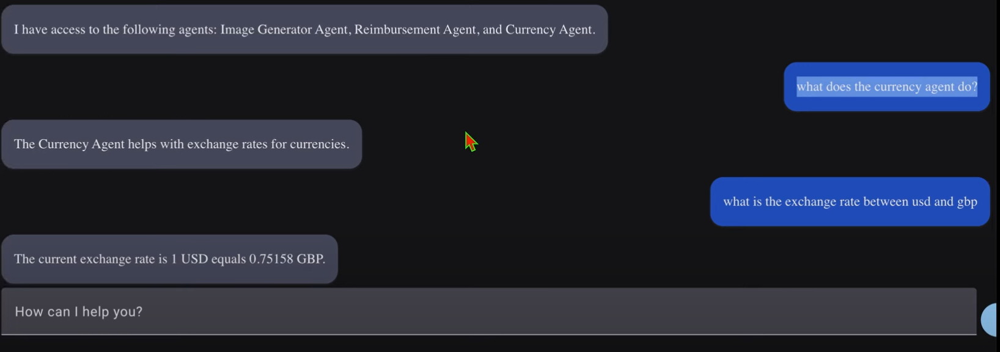 I have access to the following agents: Image Generator Agent, Reimbursement Agent, and Currency Agent.
what does the currency agent do?
The Currency Agent helps with exchange rates for currencies.
what is the exchange rate between usd and gbp
The current exchange rate is 1 USD equals 0.75158 GBP.
How can I help you?